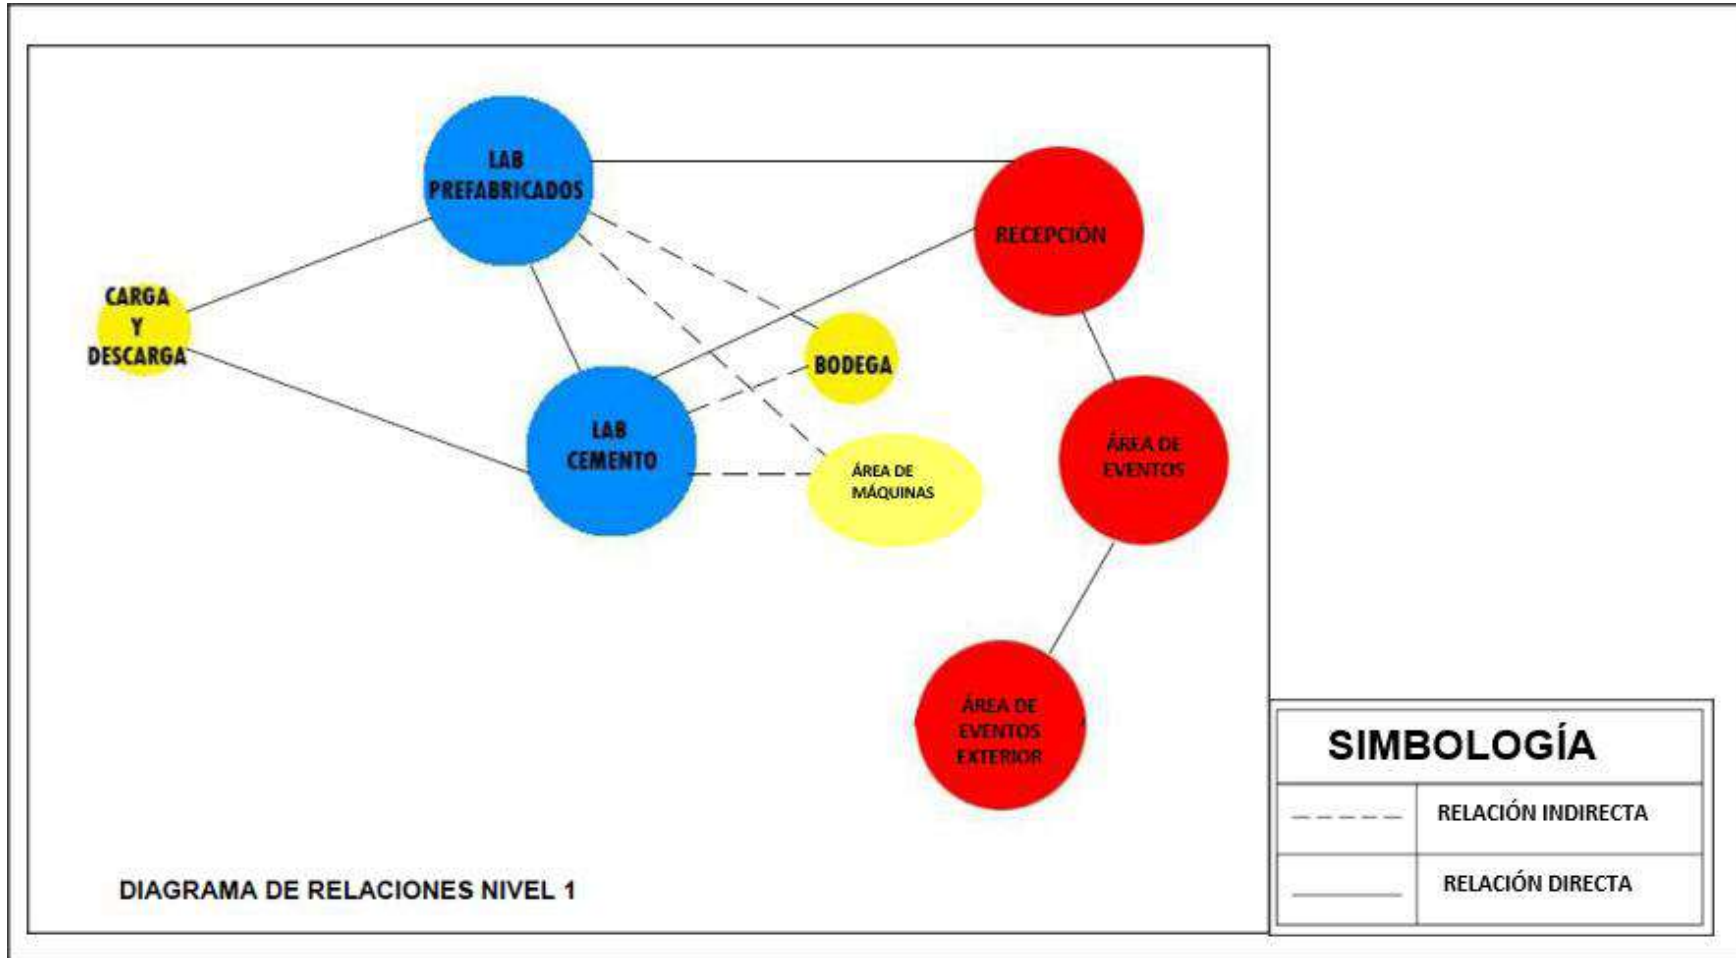 LAB
PREFABRICADOS
RECEPCIÓN
CARGA
Y
DESCARGA
BODEGA
LAB
CEMENTO
ÁREA DE
MÁQUINAS
ÁREA DE
EVENTOS
ÁREA DE
EVENTOS
EXTERIOR
SIMBOLOGÍA
RELACIÓN INDIRECTA
RELACIÓN DIRECTA
DIAGRAMA DE RELACIONES NIVEL 1